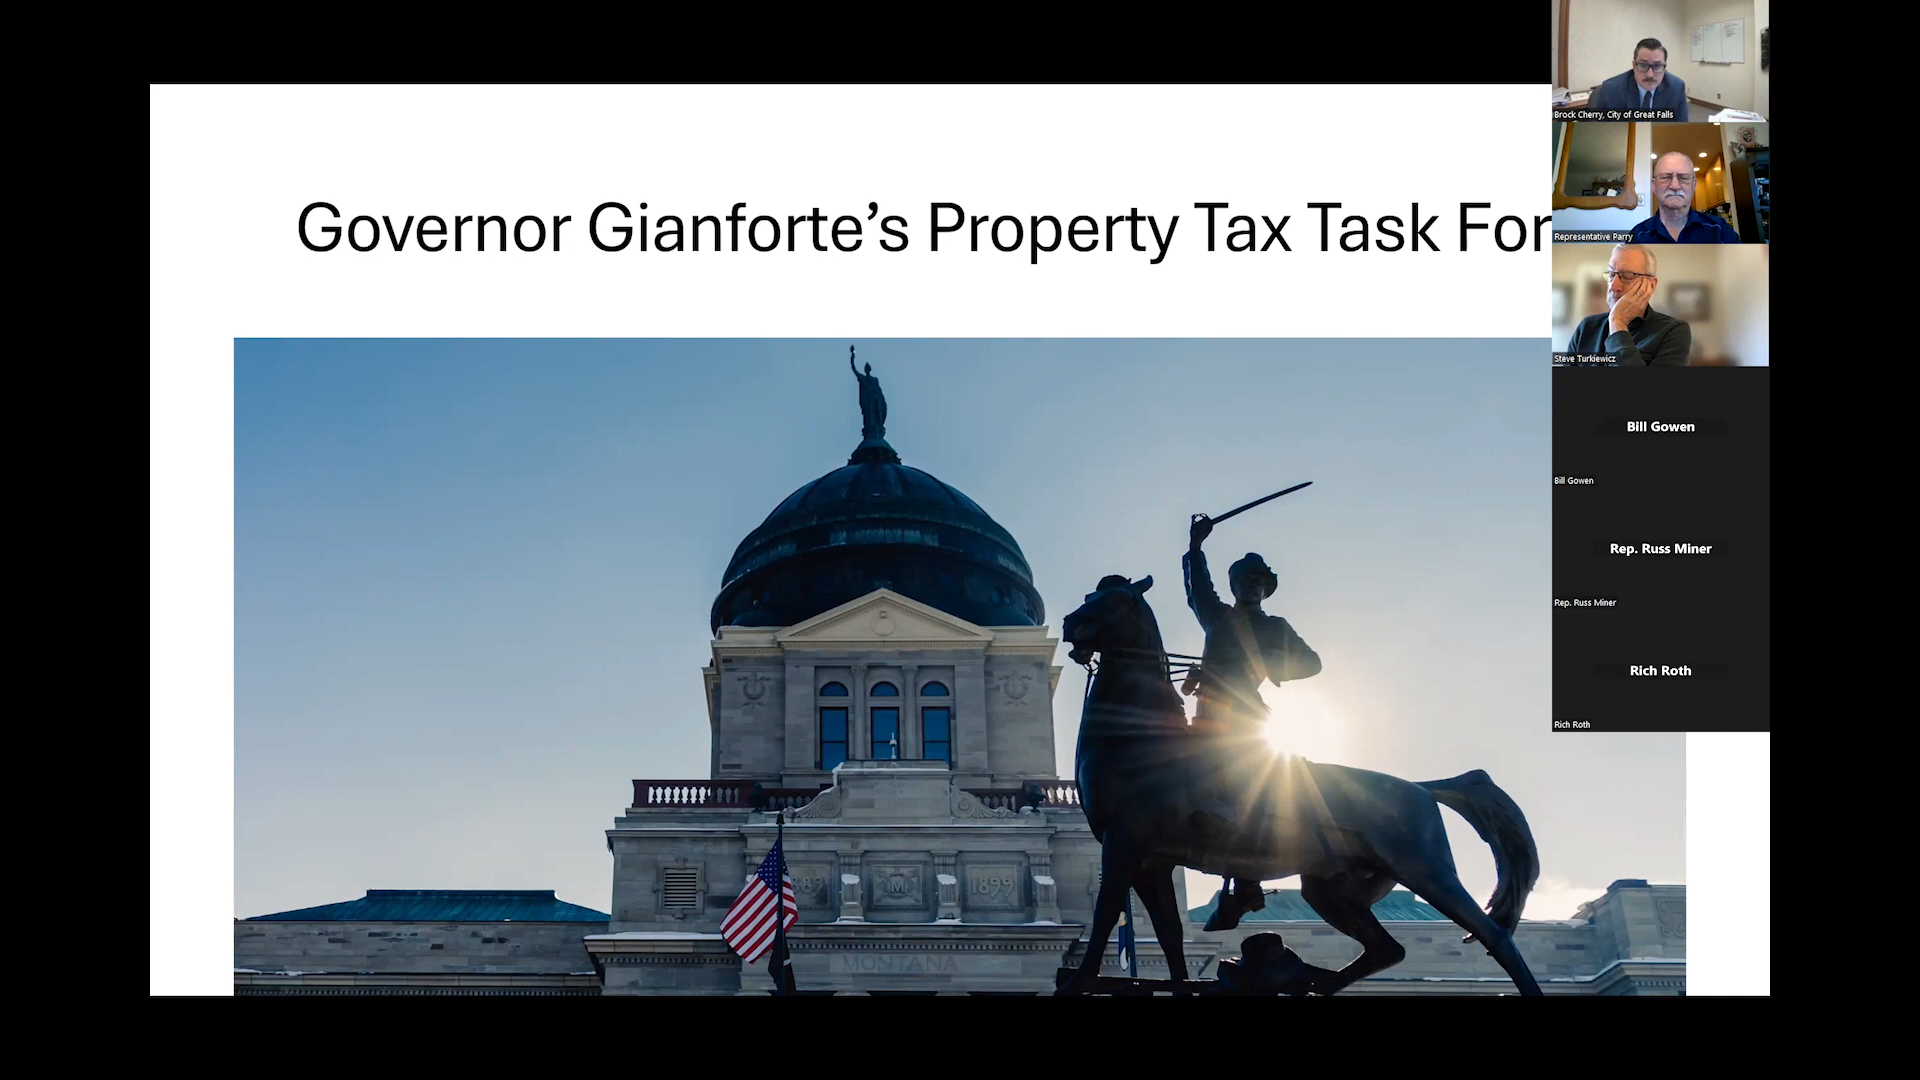 Governor Gianforte’s Property Tax Task For
Brock Cherry, City of Great Falls
Representative Parry
Steve Turkiewicz
Bill Gowen
Bill Gowen
Rep. Russ Miner
Rep. Russ Miner
Rich Roth
Rich Roth
1889
M
1899
MONTANA